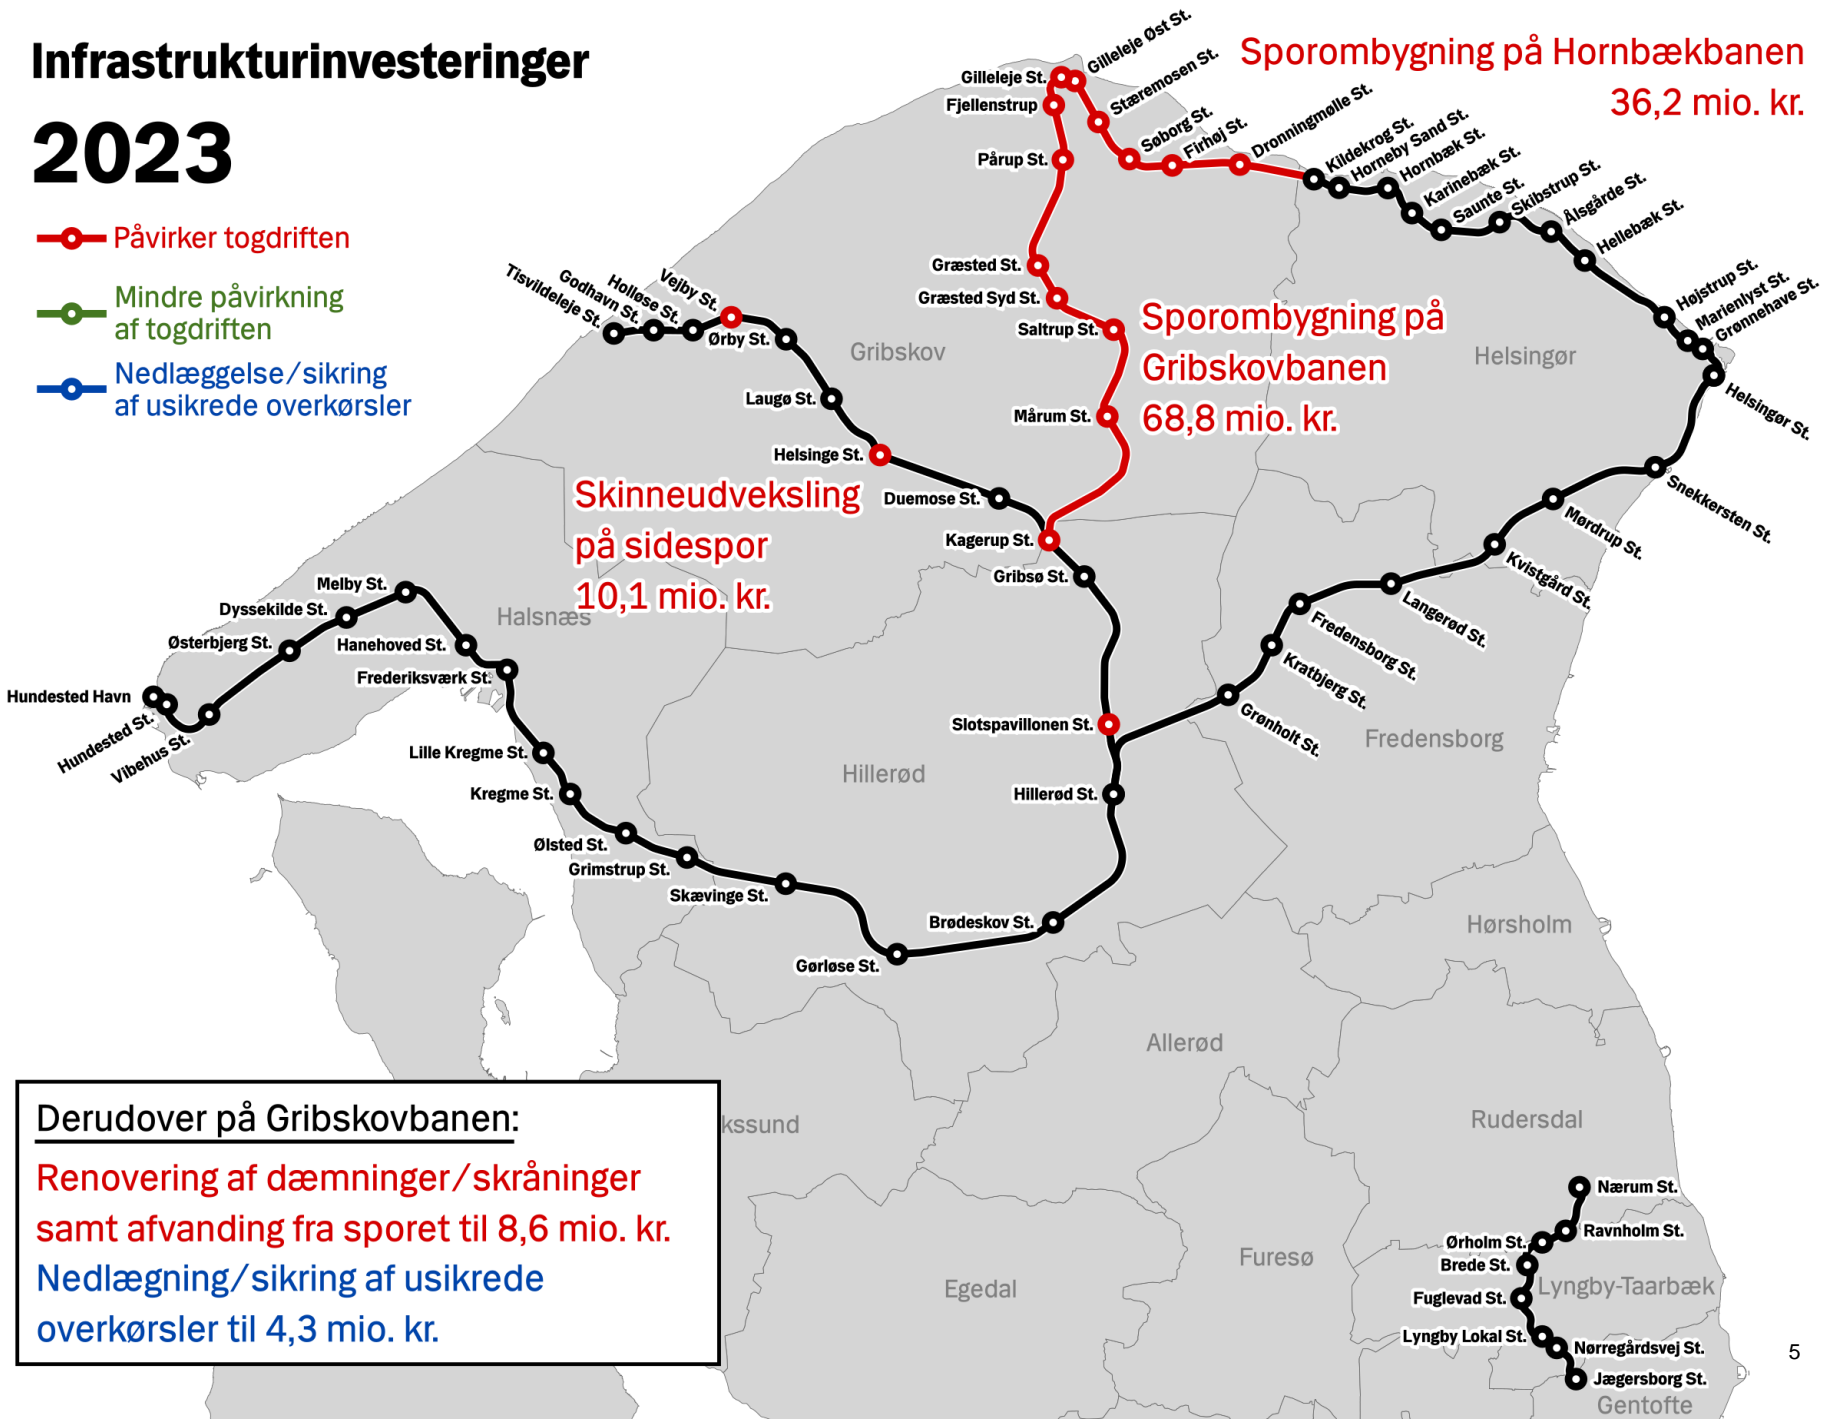 Infrastrukturinvesteringer
2023
Påvirker togdriften
Mindre påvirkning
af togdriften
Nedlæggelse/sikring
af usikrede overkørsler
Sporombygning på Hornbækbanen
36,2 mio. kr.
Gilleleje Øst St.
Gilleleje St.
Fjellenstrup
Stæremosen St.
Søborg St.
Firhøj St.
Dronningmølle St.
Kildekrog St.
Horneby Sand St.
Hornbæk St.
Karinebæk St.
Saunte St.
Skibstrup St.
Ålsgårde St.
Hellebæk St.
Højstrup St.
Marienlyst St.
Grønnehave St.
Helsingør St.
Snekkersten St.
Mørdrup St.
Kvistgård St.
Langerød St.
Fredensborg St.
Kratbjerg St.
Grønholt St.
Pårup St.
Græsted St.
Græsted Syd St.
Saltrup St.
Mårum St.
Sporombygning på
Gribskovbanen
68,8 mio. kr.
Tisvildeleje St.
Godhavn St.
Holløse St.
Vejby St.
Ørby St.
Laugø St.
Helsinge St.
Duemose St.
Kagerup St.
Gribsø St.
Slotspavillonen St.
Hillerød St.
Skinneudveksling
på sidespor
10,1 mio. kr.
Melby St.
Dyssekilde St.
Østerbjerg St.
Hanehoved St.
Frederiksværk St.
Hundested Havn
Hundested St.
Vibehus St.
Lille Kregme St.
Kregme St.
Ølsted St.
Grimstrup St.
Skævinge St.
Gørløse St.
Brødeskov St.
Gribskov
Helsingør
Halsnæs
Hillerød
Fredensborg
Hørsholm
Allerød
Rudersdal
kssund
Egedal
Furesø
Lyngby-Taarbæk
Gentofte
Nærum St.
Ravnholm St.
Ørholm St.
Brede St.
Fuglevad St.
Lyngby Lokal St.
Nørregårdsvej St.
Jægersborg St.
Derudover på Gribskovbanen:
Renovering af dæmninger/skråninger
samt afvanding fra sporet til 8,6 mio. kr.
Nedlægning/sikring af usikrede
overkørsler til 4,3 mio. kr.
5